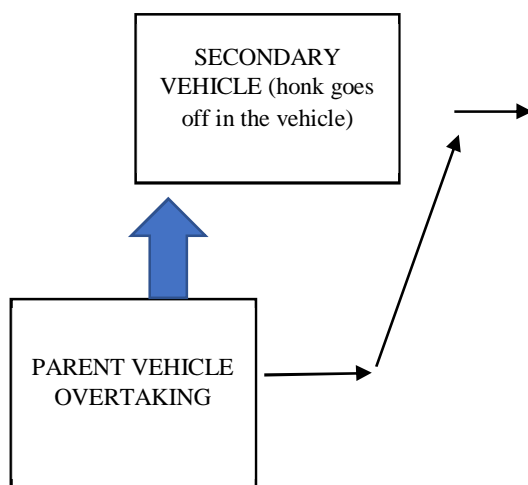 SECONDARY
VEHICLE (honk goes
off in the vehicle)
PARENT VEHICLE
OVERTAKING